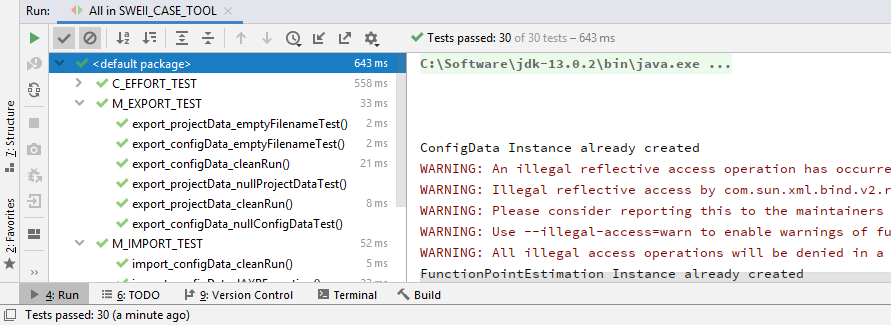 Run: All in SWEII_CASE_TOOL
Tests passed: 30 of 30 tests – 643 ms
<default package> 643 ms
C_EFFORT_TEST 558 ms
M_EXPORT_TEST 33 ms
export_projectData_emptyFilenameTest() 2 ms
export_configData_emptyFilenameTest() 2 ms
export_configData_cleanRun() 21 ms
export_projectData_nullProjectDataTest()
export_projectData_cleanRun() 8 ms
export_configData_nullConfigDataTest()
M_IMPORT_TEST 52 ms
import_configData_cleanRun() 5 ms
C:\Software\jdk-13.0.2\bin\java.exe ...
ConfigData Instance already created
WARNING: An illegal reflective access operation has occurre
WARNING: Illegal reflective access by com.sun.xml.bind.v2.r
WARNING: Please consider reporting this to the maintainers
WARNING: Use --illegal-access=warn to enable warnings of fu
WARNING: All illegal access operations will be denied in a
FunctionPointEstimation Instance already created
7: Structure
2: Favorites
4: Run 6: TODO 9: Version Control Terminal Build
Tests passed: 30 (a minute ago)